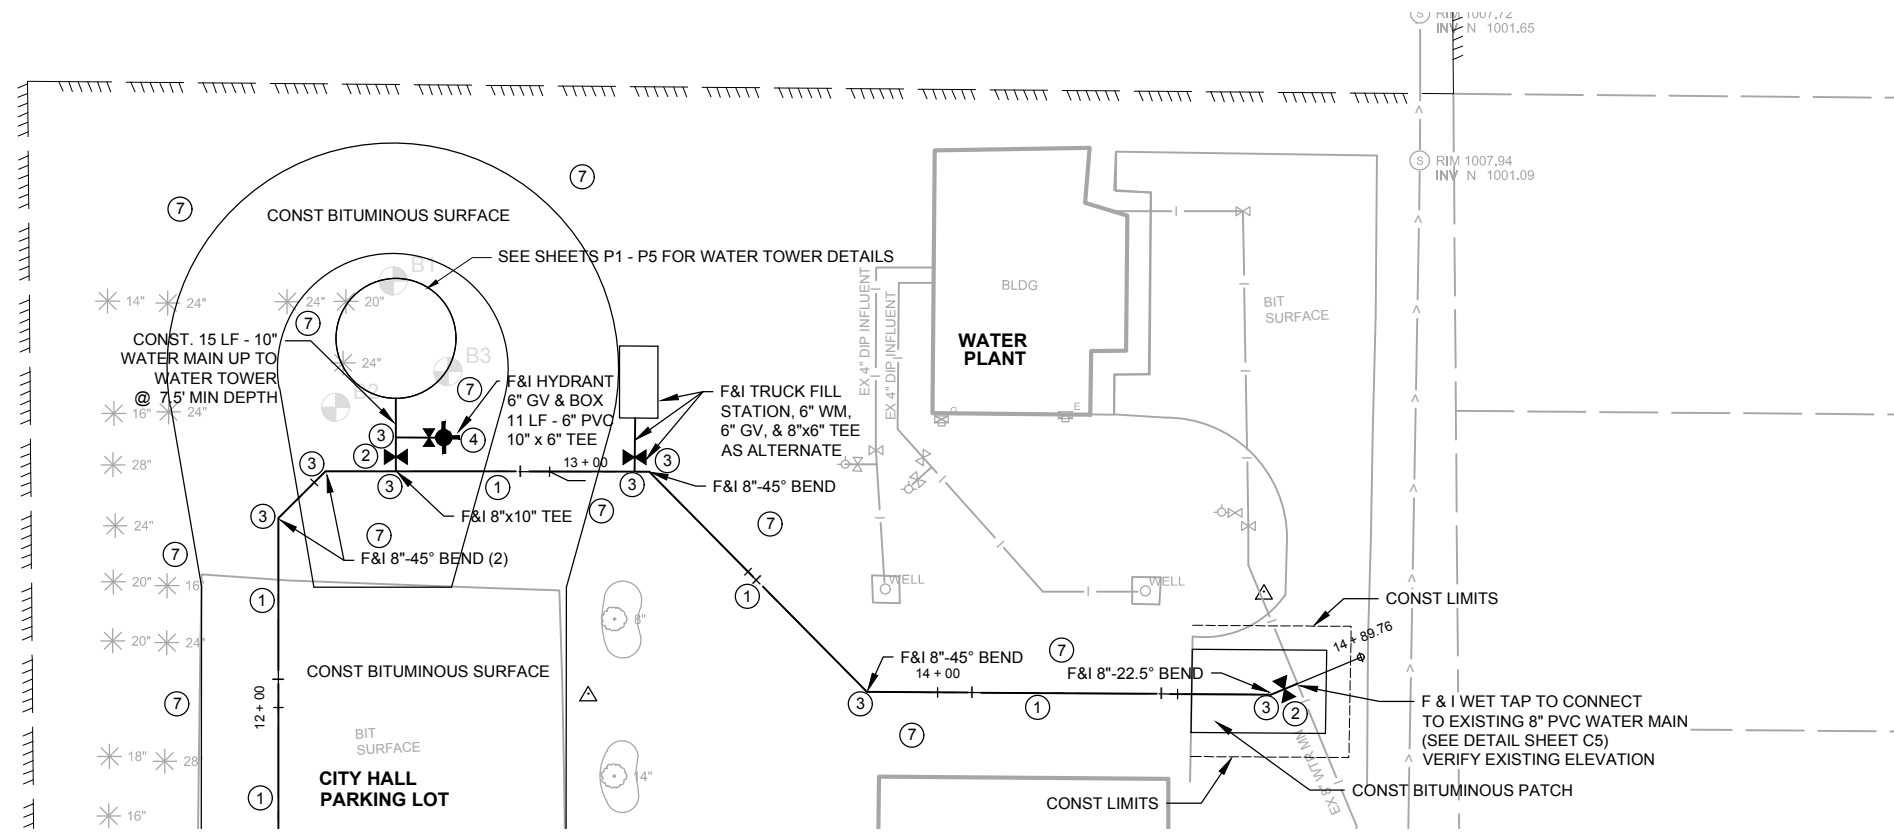 S RIM 1007.72
INV N 1001.65
S RIM 1007.94
INV N 1001.09
7
7
CONST BITUMINOUS SURFACE
SEE SHEETS P1 - P5 FOR WATER TOWER DETAILS
B1
14"
24"
24"
20"
7
24"
B3
B2
16"
24"
CONST. 15 LF - 10"
WATER MAIN UP TO
WATER TOWER
@ 7.5' MIN DEPTH
7
F&I HYDRANT
6" GV & BOX
11 LF - 6" PVC
10" x 6" TEE
F&I TRUCK FILL
STATION, 6" WM,
6" GV, & 8"x6" TEE
AS ALTERNATE
EX 4" DIP INFLUENT
EX 4" DIP INFLUENT
BLDG
WATER
PLANT
BIT
SURFACE
G
E
3
4
2
3
3
28"
3
1
13 + 00
3
F&I 8"-45° BEND
3
F&I 8"x10" TEE
7
7
7
24"
7
F&I 8"-45° BEND (2)
20"
16"
1
1
WELL
WELL
CONST LIMITS
8"
20"
24"
14 + 89.76
CONST BITUMINOUS SURFACE
F&I 8"-45° BEND
14 + 00
7
F&I 8"-22.5° BEND
7
12 + 00
3
1
3
2
F & I WET TAP TO CONNECT
TO EXISTING 8" PVC WATER MAIN
(SEE DETAIL SHEET C5)
VERIFY EXISTING ELEVATION
7
BIT
SURFACE
18"
28"
14"
EX 8" WTR MN
CITY HALL
PARKING LOT
1
CONST BITUMINOUS PATCH
CONST LIMITS
16"